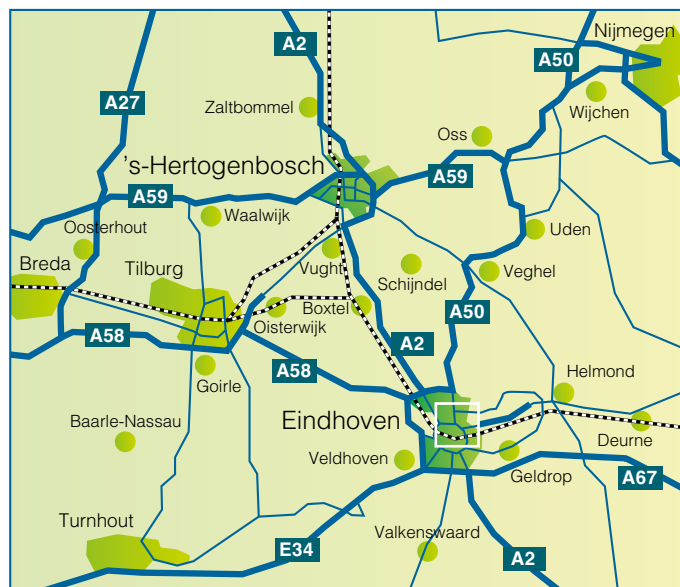 Nijmegen
A2
A50
A27
Zaltbommel
Wijchen
Oss
's-Hertogenbosch
A59
A59
Waalwijk
Oosterhout
Uden
Breda
Tilburg
Vught
Schijndel
Veghel
Oisterwijk
Boxtel
A50
A58
A2
A58
Goirle
Helmond
Eindhoven
Baarle-Nassau
Deurne
Veldhoven
Geldrop
A67
Turnhout
Valkenswaard
E34
A2